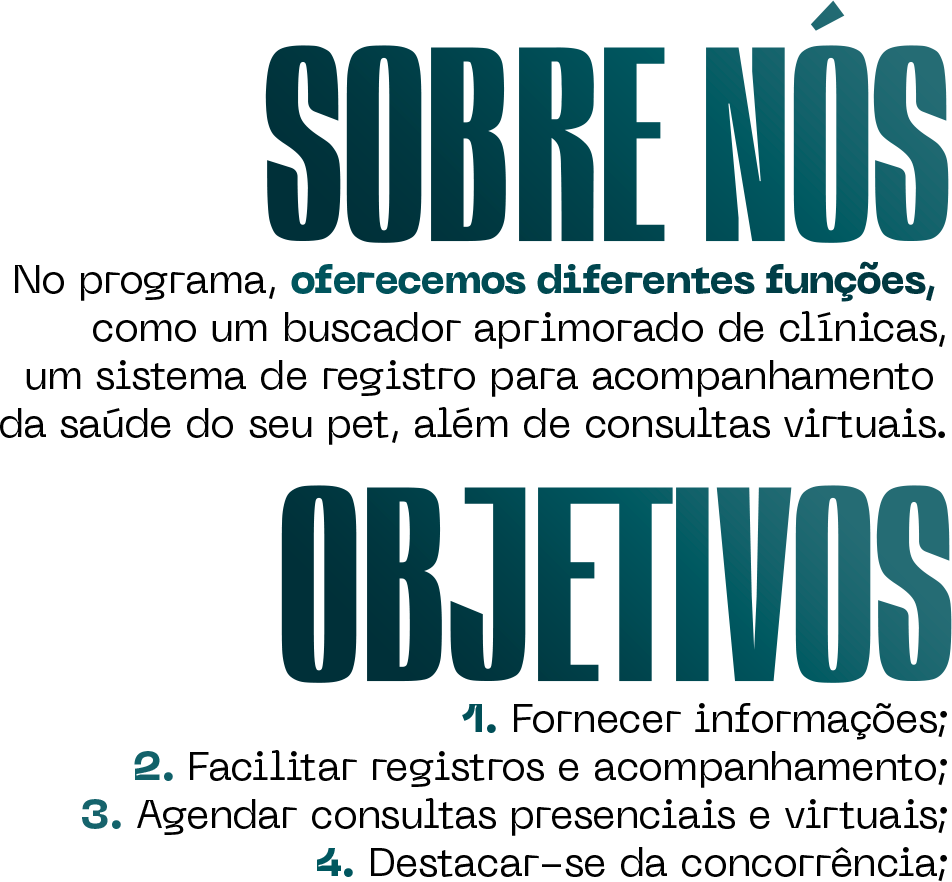 SOBRE NÓS
No programa, oferecemos diferentes funções,
como um buscador aprimorado de clínicas,
um sistema de registro para acompanhamento
da saúde do seu pet, além de consultas virtuais.
OBJETIVOS
1. Fornecer informações;
2. Facilitar registros e acompanhamento;
3. Agendar consultas presenciais e virtuais;
4. Destacar-se da concorrência;